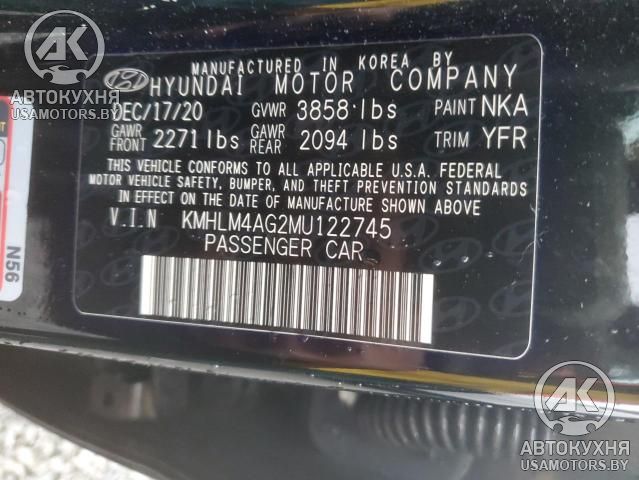 MANUFACTURED IN KOREA BY
HYUNDAI MOTOR COMPANY
DEC/17/20 GVWR 3858 lbs PAINT NKA
GAWR FRONT 2271 lbs GAWR REAR 2094 lbs TRIM YFR
THIS VEHICLE CONFORMS TO ALL APPLICABLE U.S.A. FEDERAL
MOTOR VEHICLE SAFETY, BUMPER, AND THEFT PREVENTION
STANDARDS IN EFFECT ON THE DATE OF MANUFACTURE SHOWN ABOVE
V.I.N KMHLM4AG2MU122745
PASSENGER CAR
N56
АК
АВТОКУХНЯ
USAMOTORS.BY
АК
АВТОКУХНЯ
USAMOTORS.BY